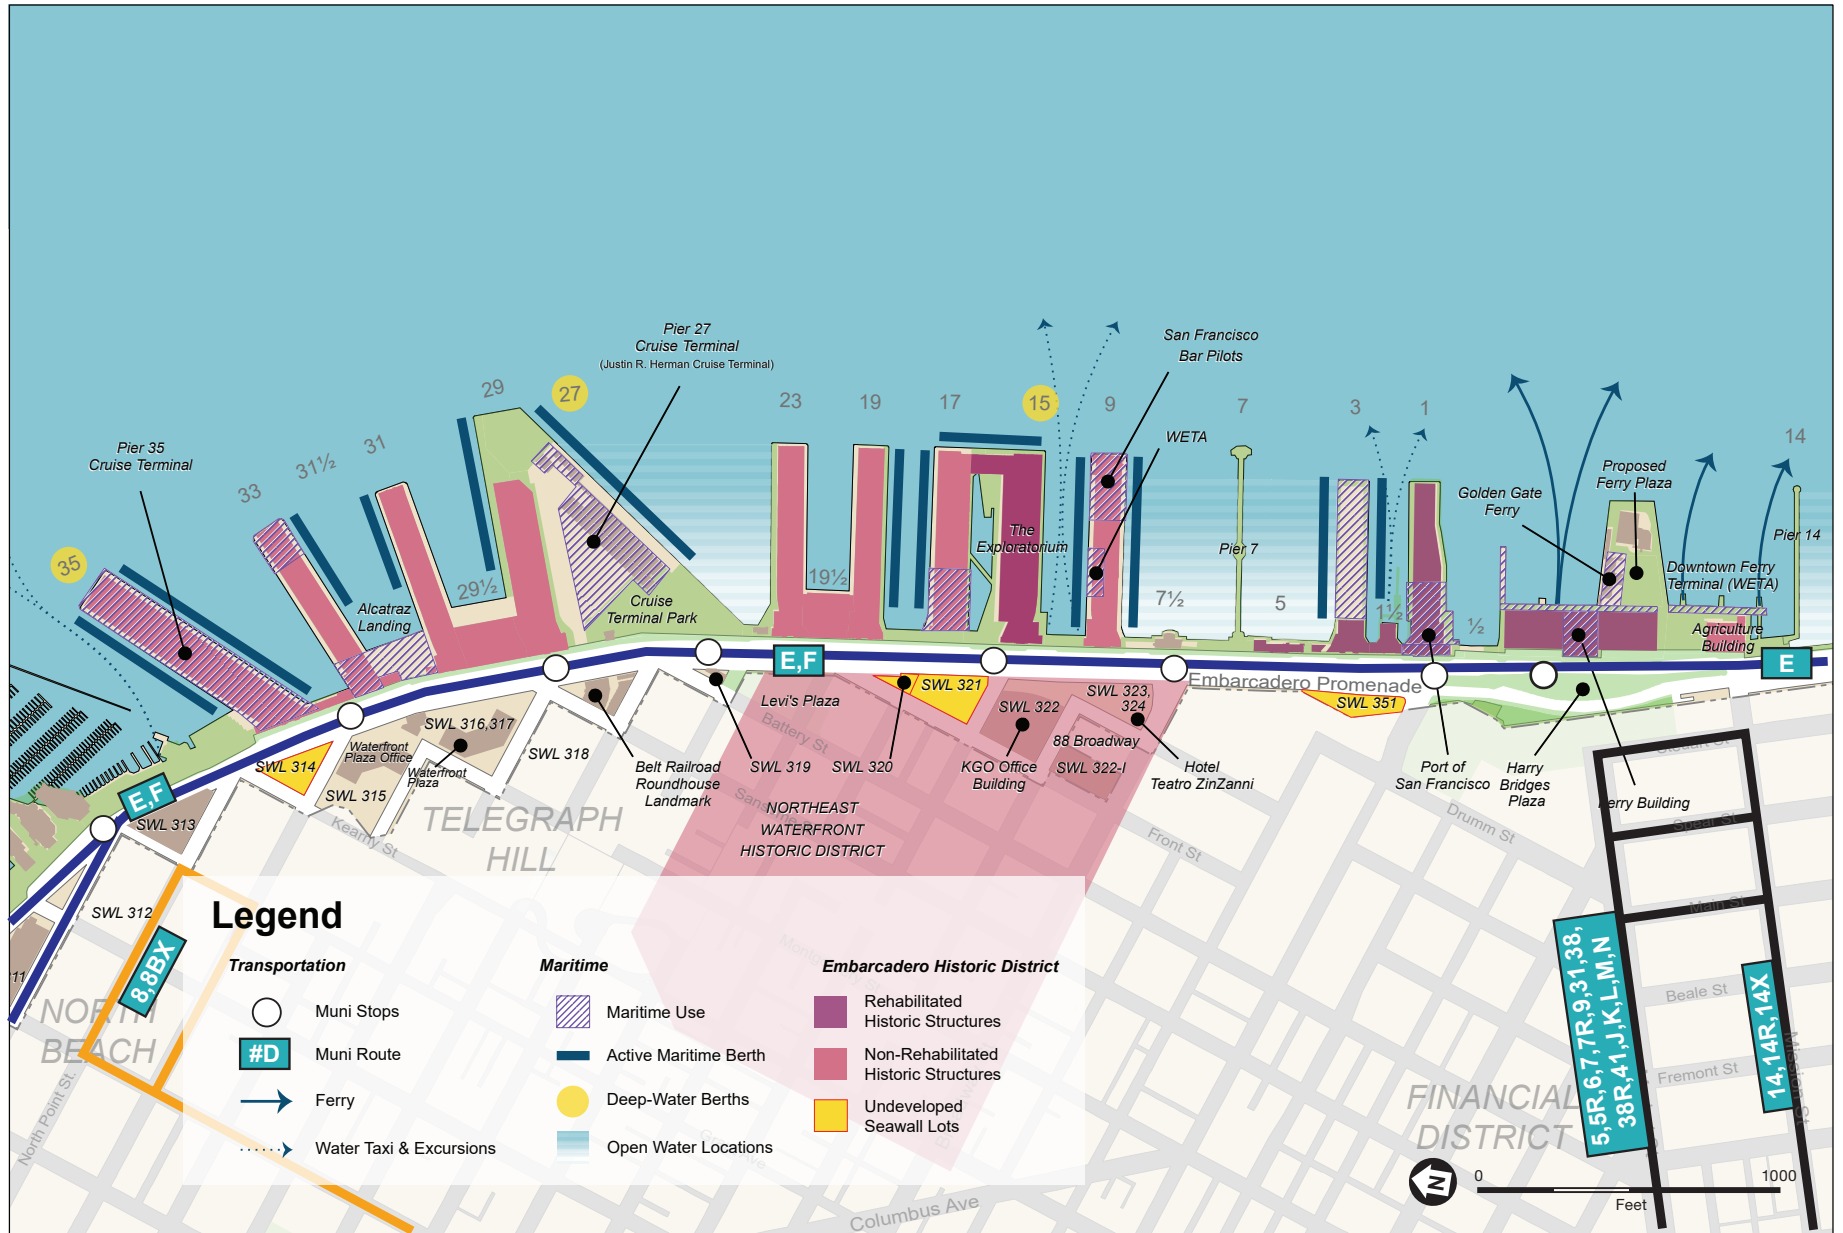 Pier 27
Cruise Terminal
(Justin R. Herman Cruise Terminal)
San Francisco
Bar Pilots
WETA
Pier 35
Cruise Terminal
35
33
31½
31
29
29½
27
23
19½
19
17
15
9
7½
7
5
3
1½
1
½
14
Alcatraz
Landing
Cruise
Terminal Park
The
Exploratorium
Pier 7
Golden Gate
Ferry
Proposed
Ferry Plaza
Pier 14
Downtown Ferry
Terminal (WETA)
Agriculture
Building
E,F
E,F
E
Embarcadero Promenade
SWL 313
SWL 314
SWL 315
Waterfront
Plaza Office
SWL 316,317
Waterfront
Plaza
SWL 318
Belt Railroad
Roundhouse
Landmark
SWL 319
Levi's Plaza
SWL 320
SWL 321
SWL 322
KGO Office
Building
SWL 323,
324
88 Broadway
SWL 322-I
Hotel
Teatro ZinZanni
SWL 351
Port of
San Francisco
Harry
Bridges
Plaza
Ferry Building
SWL 312
11
Battery St
Kearny St
Front St
Drumm St
Steuart St
Spear St
Main St
Beale St
Fremont St
Mission St
North Point St.
Columbus Ave
TELEGRAPH
HILL
NORTHEAST
WATERFRONT
HISTORIC DISTRICT
NORTH
BEACH
FINANCIAL
DISTRICT
8,8BX
5,5R,6,7,7R,9,31,38,
38R,41,J,K,L,M,N
14,14R,14X
Legend
Transportation
Muni Stops
#D
Muni Route
Ferry
Water Taxi & Excursions
Maritime
Maritime Use
Active Maritime Berth
Deep-Water Berths
Open Water Locations
Embarcadero Historic District
Rehabilitated
Historic Structures
Non-Rehabilitated
Historic Structures
Undeveloped
Seawall Lots
N
0
1000
Feet